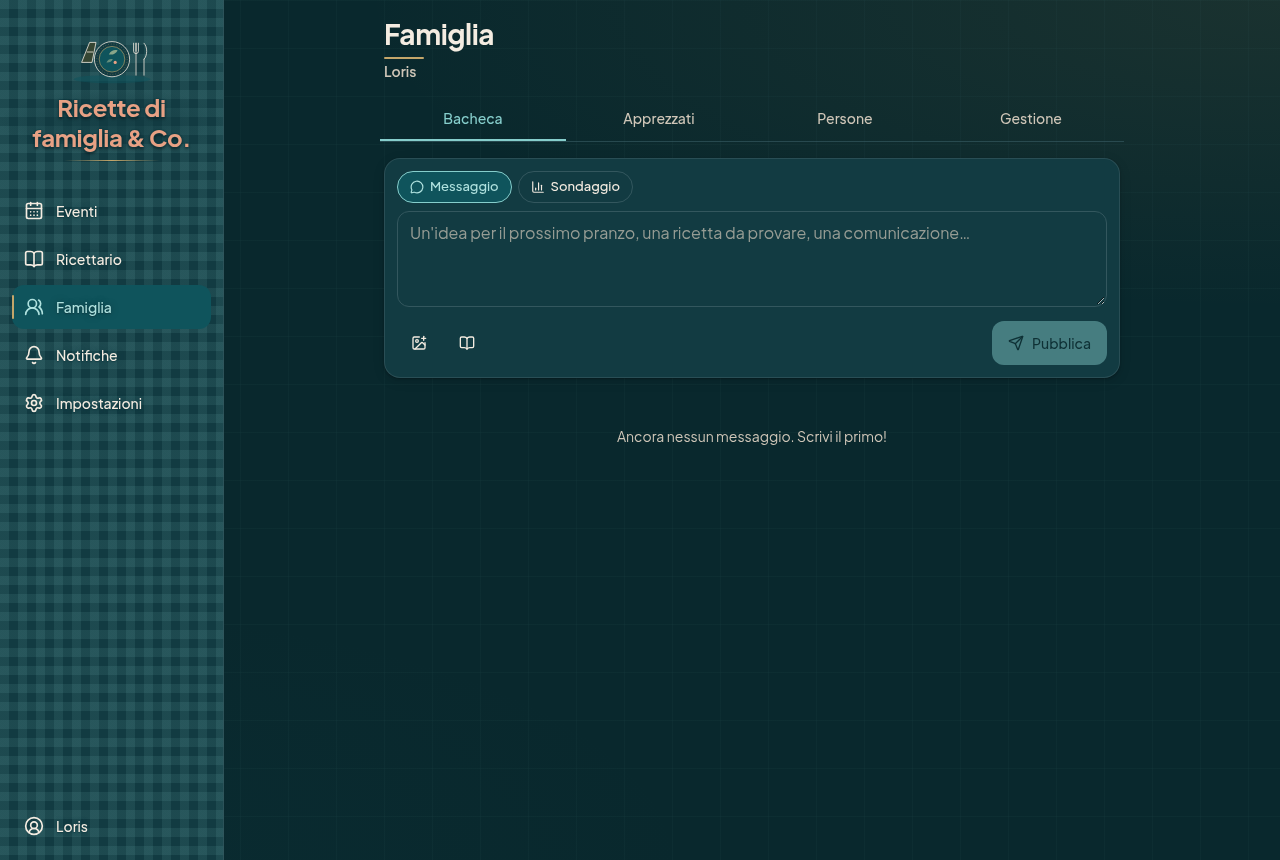 Ricette di
famiglia & Co.
Eventi
Ricettario
Famiglia
Notifiche
Impostazioni
Loris
Famiglia
Loris
Bacheca
Apprezzati
Persone
Gestione
Messaggio
Sondaggio
Un'idea per il prossimo pranzo, una ricetta da provare, una comunicazione…
Pubblica
Ancora nessun messaggio. Scrivi il primo!